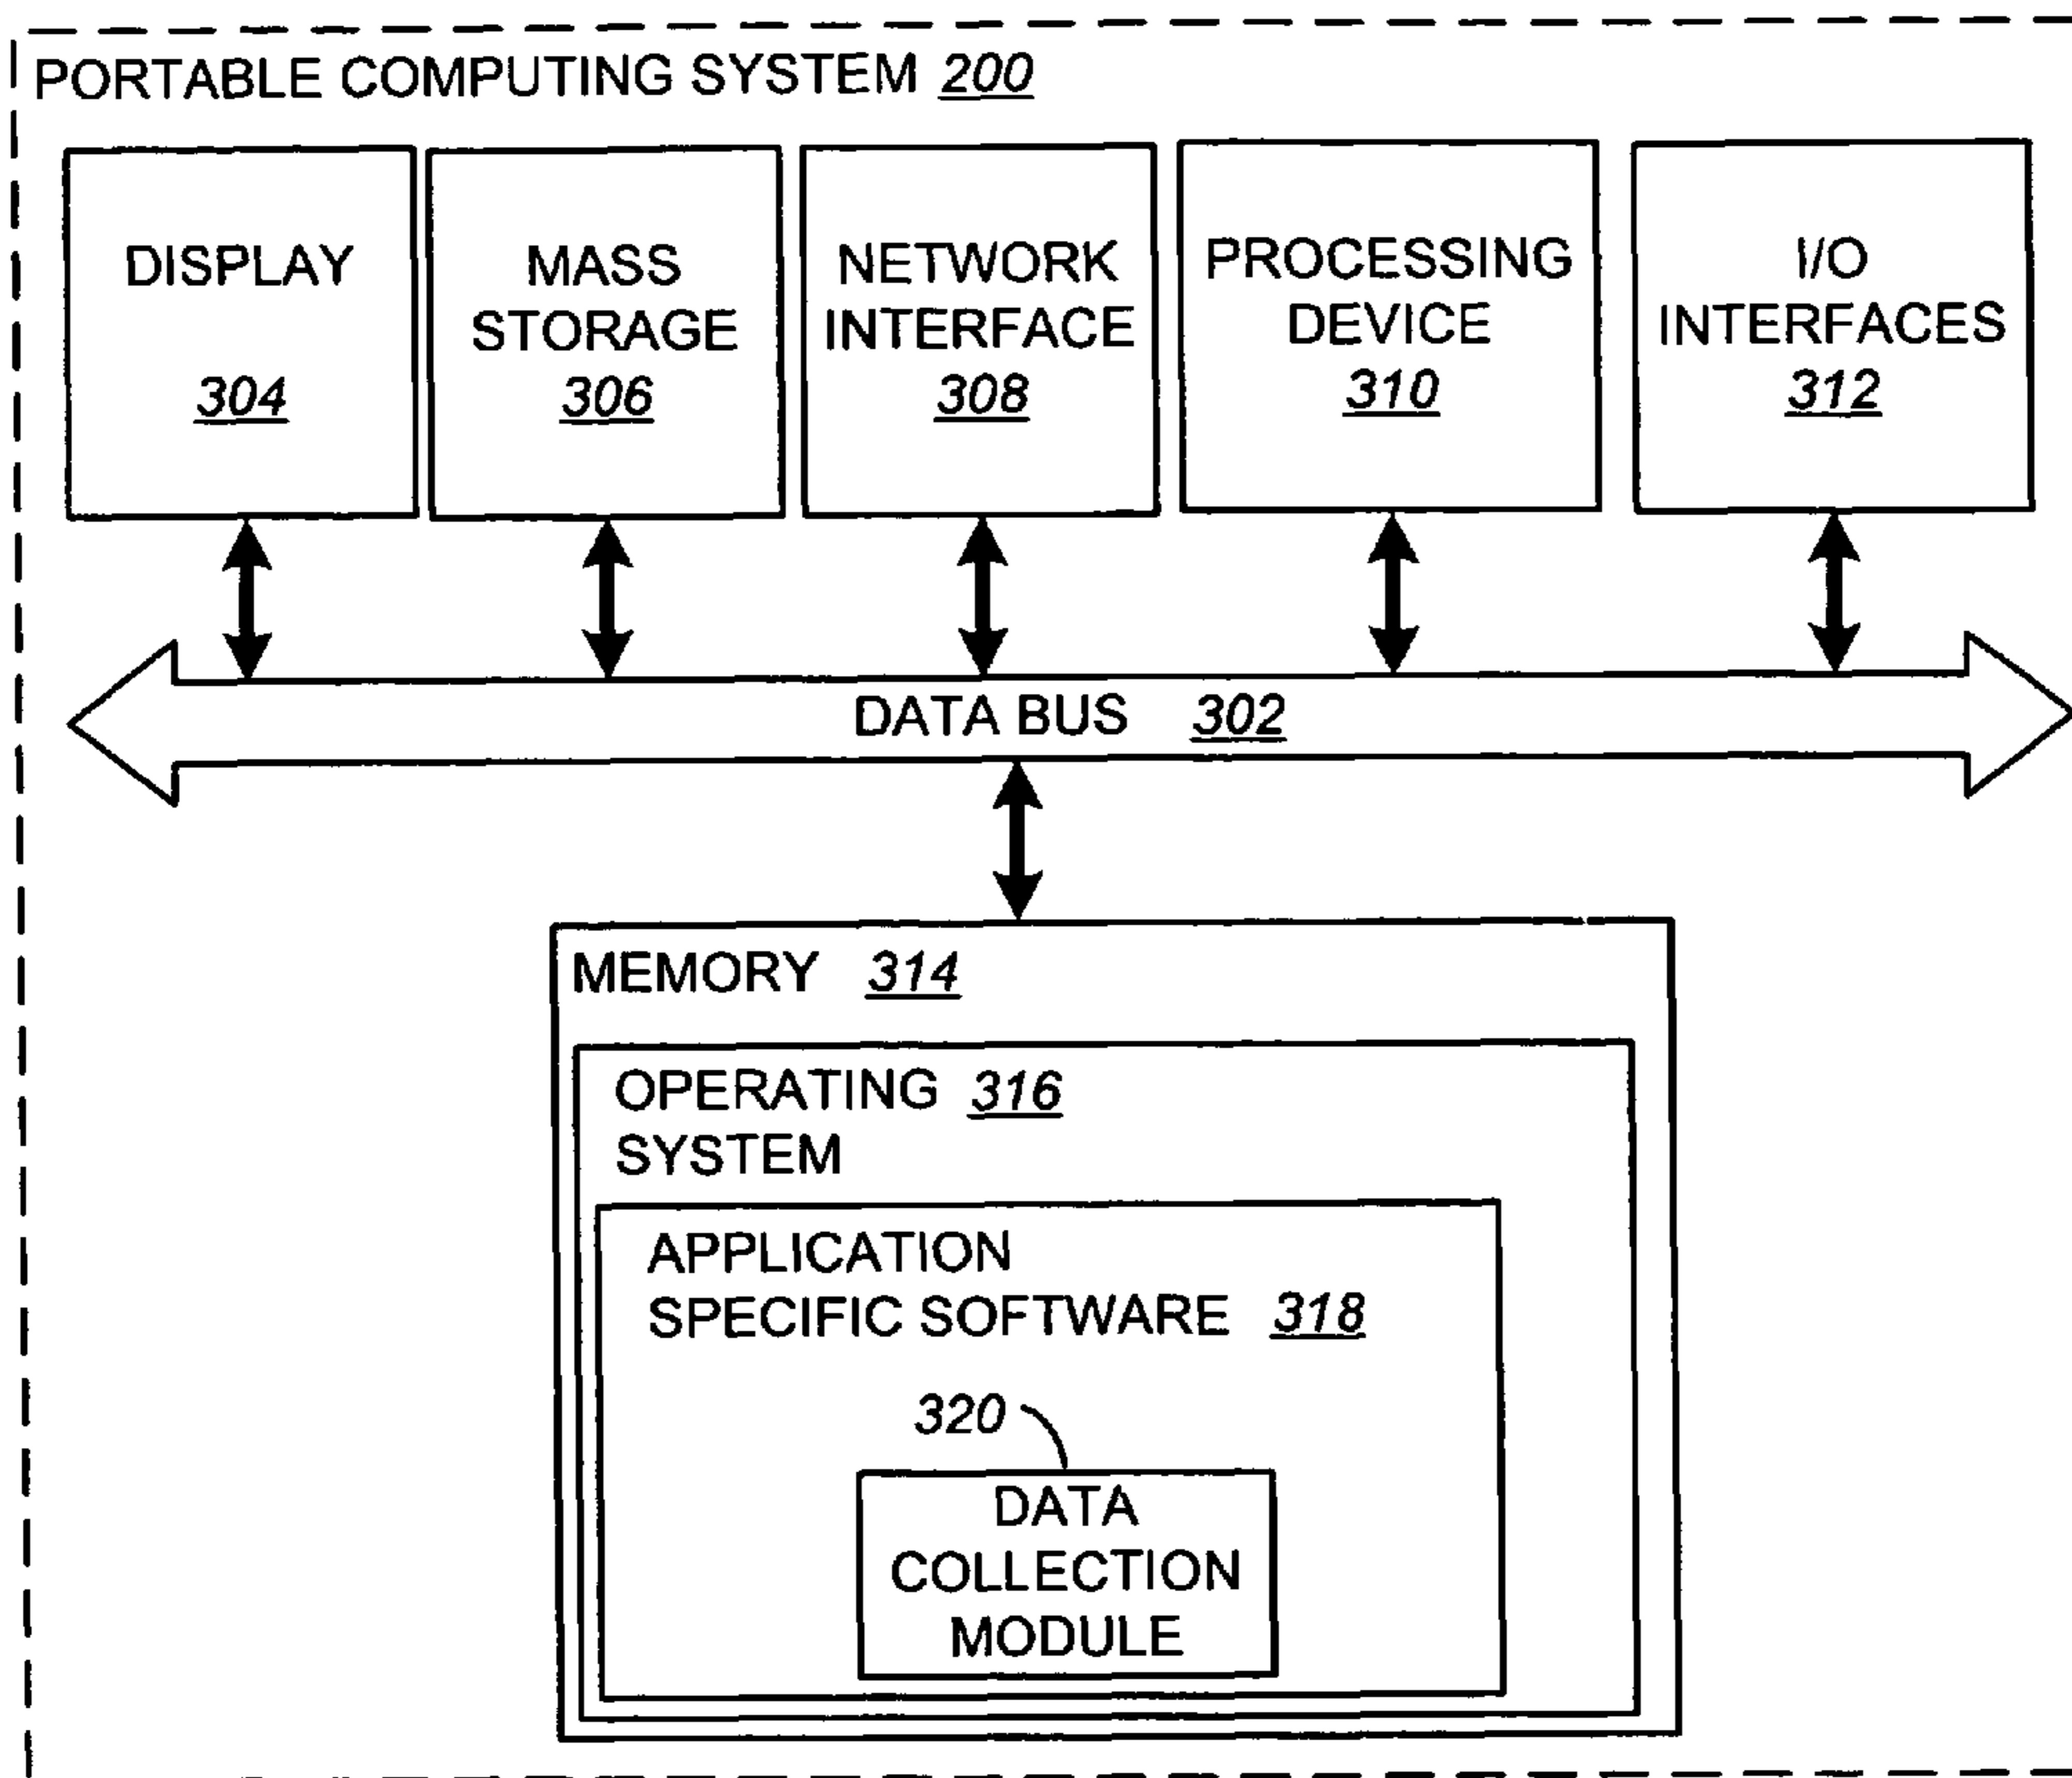 PORTABLE COMPUTING SYSTEM 200
DISPLAY
304
MASS
STORAGE
306
NETWORK
INTERFACE
308
PROCESSING
DEVICE
310
I/O
INTERFACES
312
DATA BUS 302
MEMORY 314
OPERATING 316
SYSTEM
APPLICATION
SPECIFIC SOFTWARE 318
320
DATA
COLLECTION
MODULE